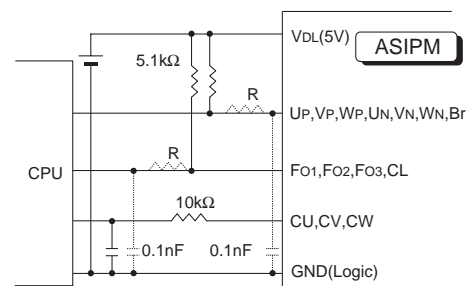 VDL(5V)
ASIPM
5.1kΩ
R
UP,VP,WP,UN,VN,WN,Br
R
CPU
FO1,FO2,FO3,CL
10kΩ
CU,CV,CW
0.1nF
0.1nF
GND(Logic)